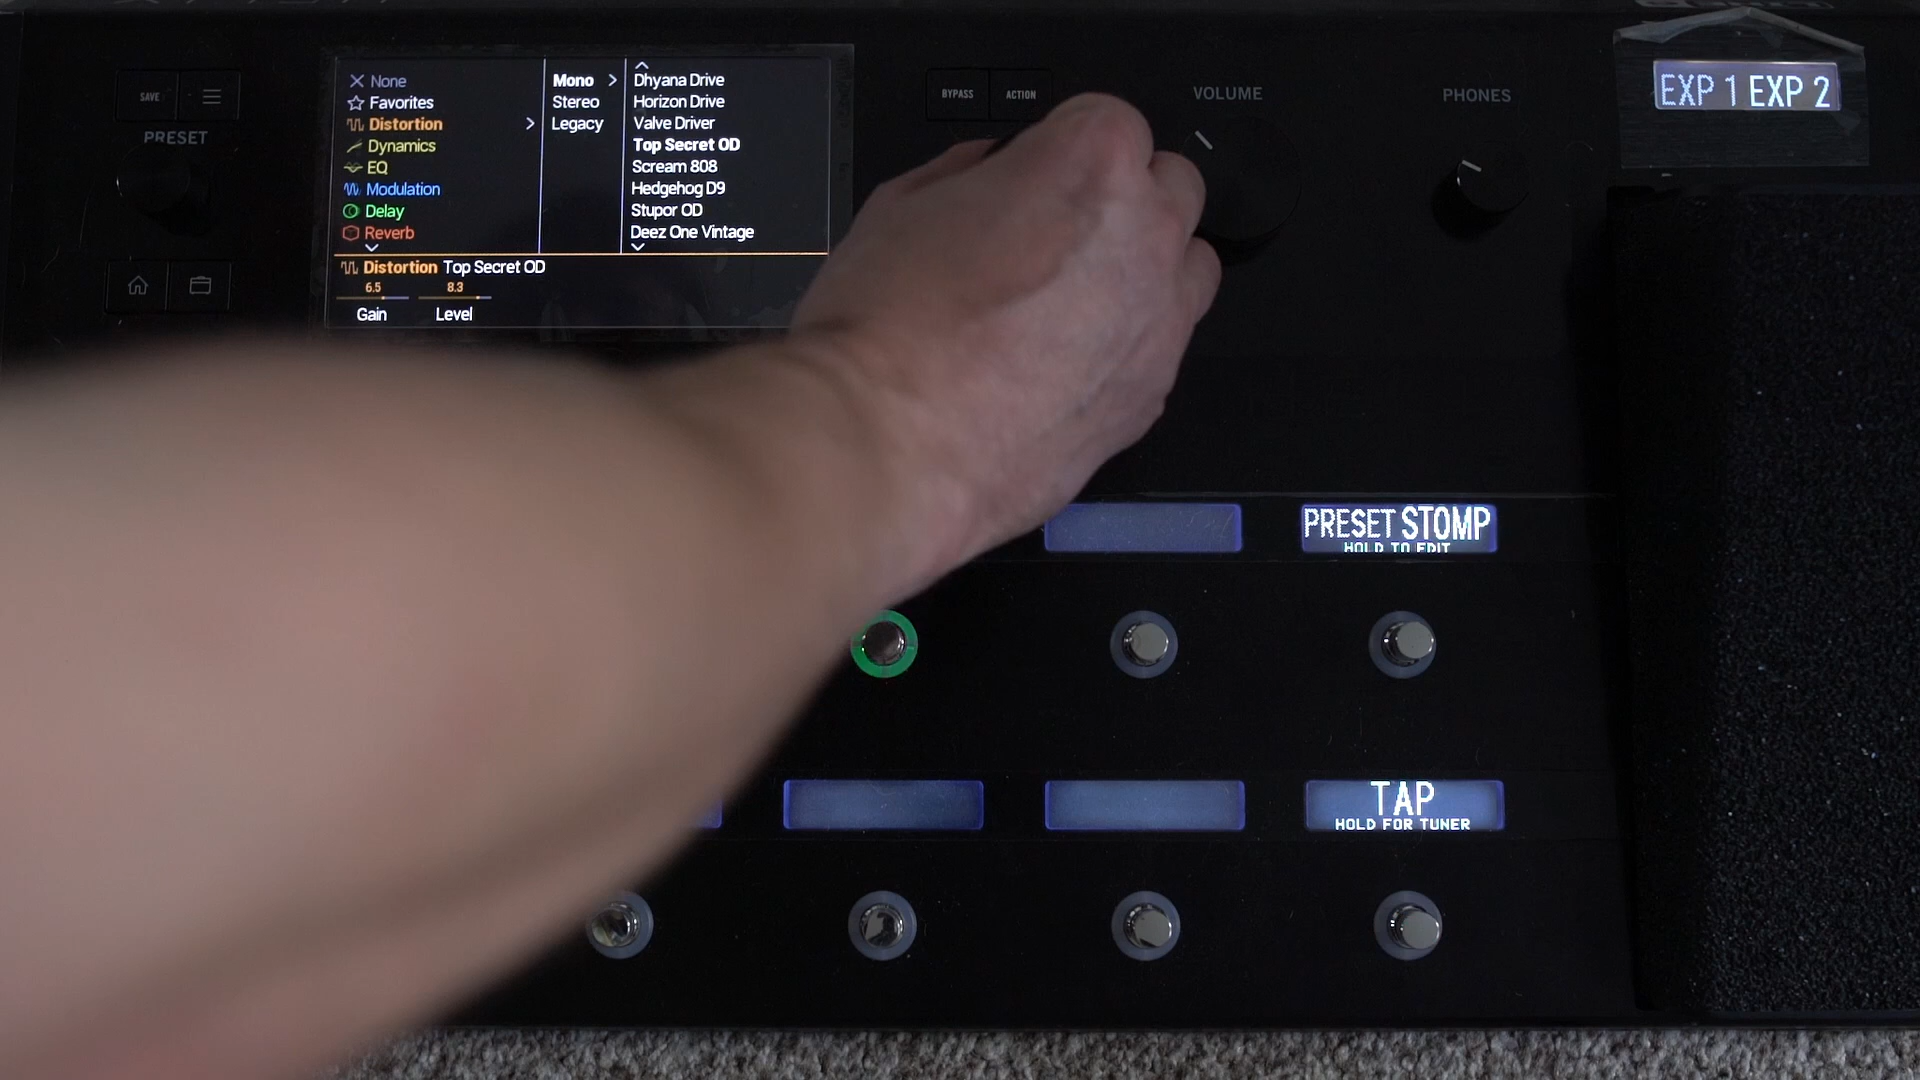 SAVE
PRESET
None
Favorites
Distortion
Dynamics
EQ
Modulation
Delay
Reverb
Mono
Stereo
Legacy
Dhyana Drive
Horizon Drive
Valve Driver
Top Secret OD
Scream 808
Hedgehog D9
Stupor OD
Deez One Vintage
Distortion Top Secret OD
6.5 8.3
Gain Level
BYPASS ACTION
VOLUME
PHONES
EXP 1 EXP 2
PRESET STOMP
HOLD TO EDIT
TAP
HOLD FOR TUNER